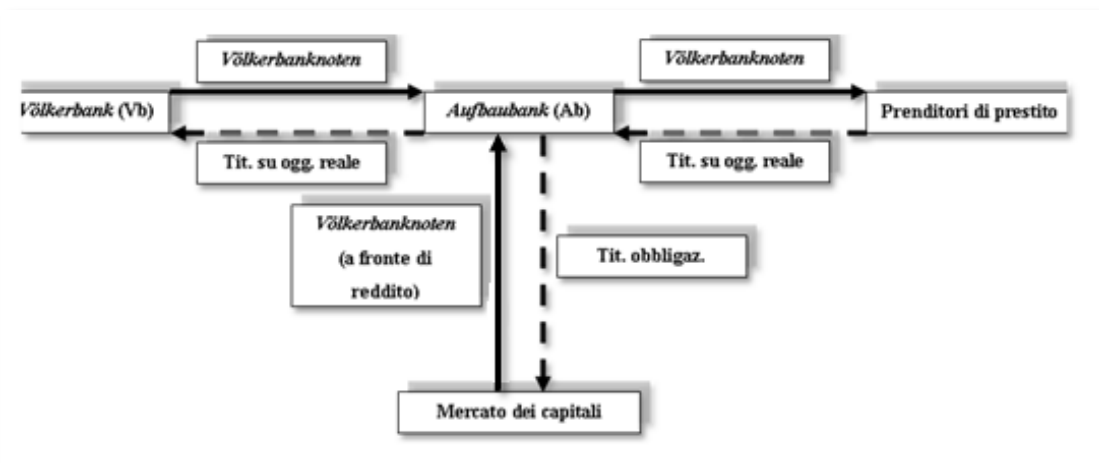 Völkerbanknoten
Völkerbanknoten
Völkerbank (Vb)
Aufbaubank (Ab)
Prenditori di prestito
Tit. su ogg. reale
Tit. su ogg. reale
Völkerbanknoten
(a fronte di
reddito)
Tit. obbligaz.
Mercato dei capitali